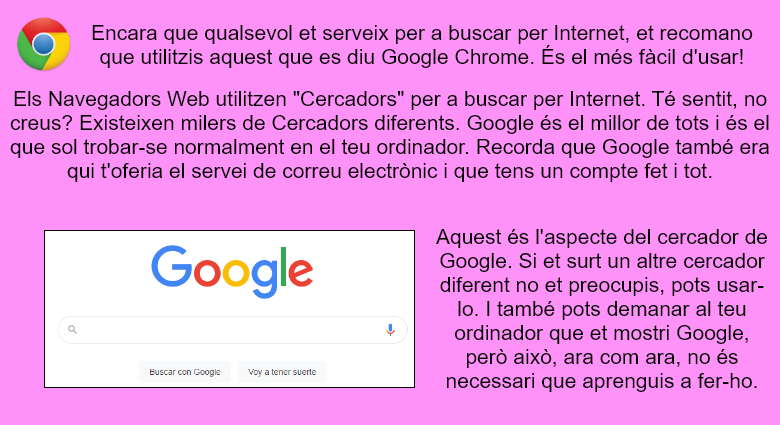 Encara que qualsevol et serveix per a buscar per Internet, et recomano
que utilitzis aquest que es diu Google Chrome. És el més fàcil d'usar!
Els Navegadors Web utilitzen "Cercadors" per a buscar per Internet. Té sentit, no
creus? Existeixen milers de Cercadors diferents. Google és el millor de tots i és el
que sol trobar-se normalment en el teu ordinador. Recorda que Google també era
qui t'oferia el servei de correu electrònic i que tens un compte fet i tot.
Google
Buscar con Google
Voy a tener suerte
Aquest és l'aspecte del cercador de
Google. Si et surt un altre cercador
diferent no et preocupis, pots usar-
lo. I també pots demanar al teu
ordinador que et mostri Google,
però això, ara com ara, no és
necessari que aprenguis a fer-ho.